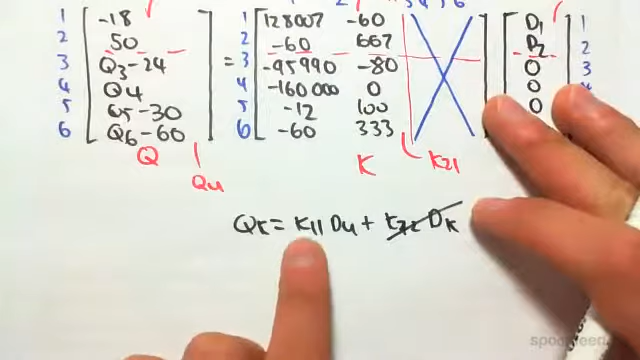 1 -18 1 128007 -60 D1 1
2 50 2 -60 667 D2 2
3 Q3-24 = 3 -95990 -80 0 3
4 Q4 4 -160000 0 0
5 Q5-30 5 -12 100 0
6 Q6-60 6 -60 333
Q Qu K K21
QK = K11 Du + K22 DK